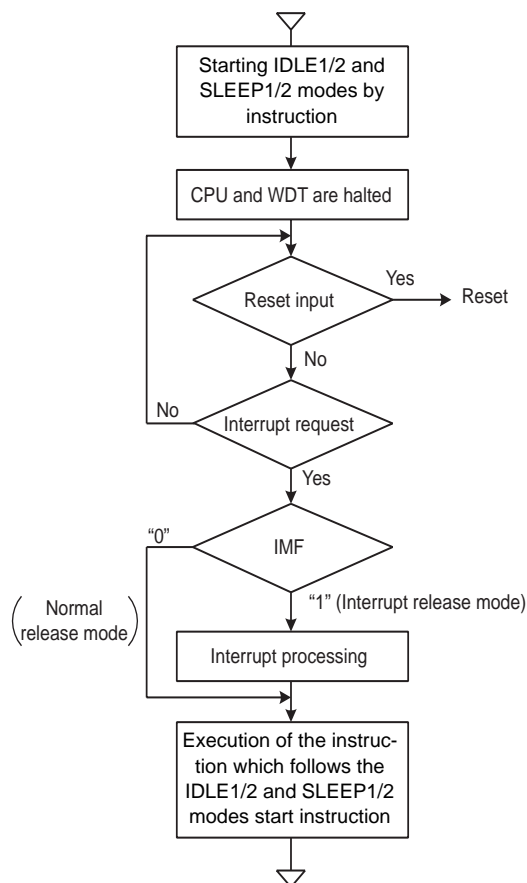 Starting IDLE1/2 and
SLEEP1/2 modes by
instruction
CPU and WDT are halted
Reset input
Yes
Reset
No
Interrupt request
No
Yes
IMF
“0”
“1” (Interrupt release mode)
Normal
release mode
Interrupt processing
Execution of the instruc-
tion which follows the
IDLE1/2 and SLEEP1/2
modes start instruction